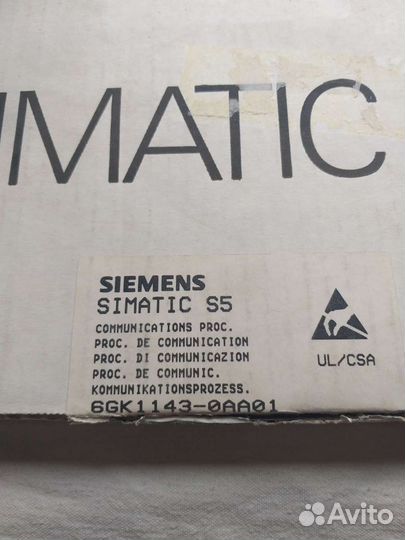 IMATIC
SIEMENS
SIMATIC S5
COMMUNICATIONS PROC.
PROC. DE COMMUNICATION
PROC. DI COMMUNICAZION
PROC. DE COMMUNIC.
KOMMUNIKATIONSPROZESS.
6GK1143-0AA01
UL/CSA
Avito